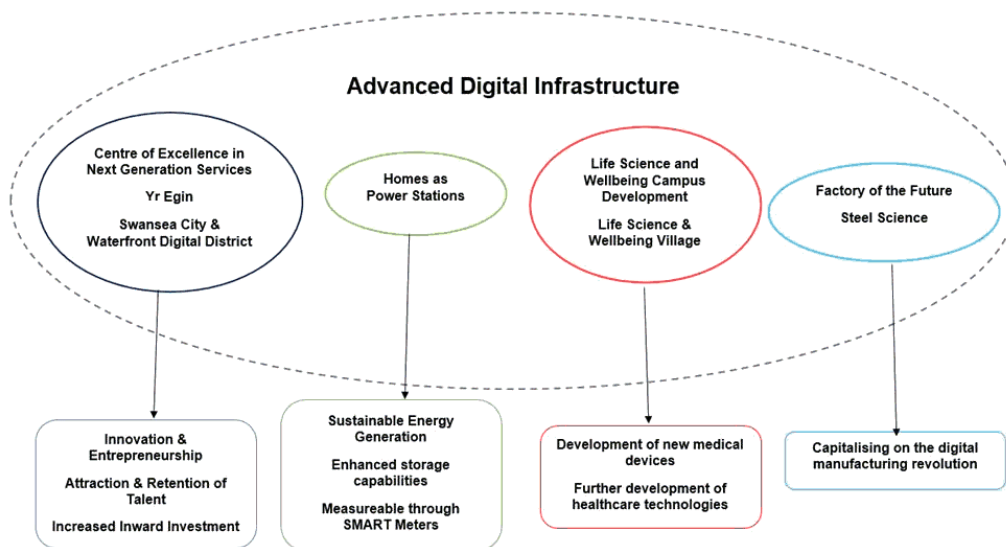 Advanced Digital Infrastructure
Centre of Excellence in
Next Generation Services
Yr Egin
Swansea City &
Waterfront Digital District
Homes as
Power Stations
Life Science and
Wellbeing Campus
Development
Life Science &
Wellbeing Village
Factory of the Future
Steel Science
Innovation &
Entrepreneurship
Attraction & Retention of
Talent
Increased Inward Investment
Sustainable Energy
Generation
Enhanced storage
capabilities
Measureable through
SMART Meters
Development of new medical
devices
Further development of
healthcare technologies
Capitalising on the digital
manufacturing revolution